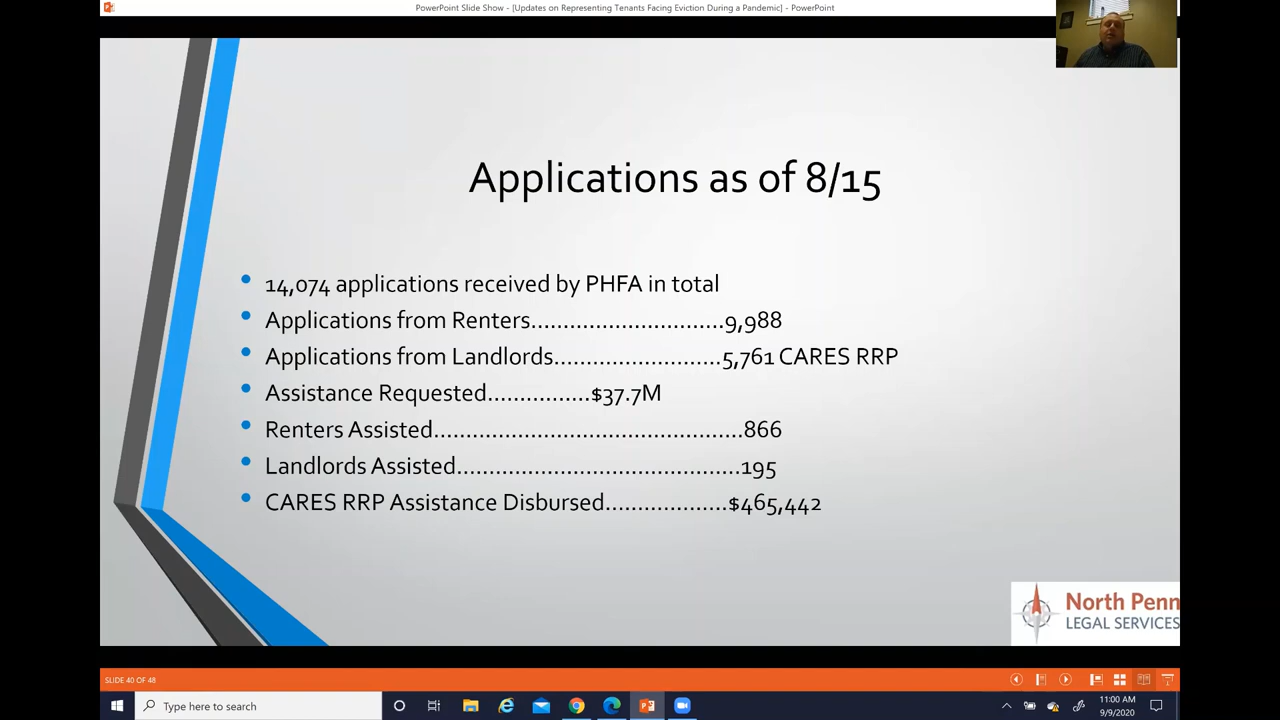 PowerPoint Slide Show - [Updates on Representing Tenants Facing Eviction During a Pandemic] - PowerPoint
Applications as of 8/15
• 14,074 applications received by PHFA in total
• Applications from Renters..............................9,988
• Applications from Landlords..........................5,761 CARES RRP
• Assistance Requested................$37.7M
• Renters Assisted................................................866
• Landlords Assisted............................................195
• CARES RRP Assistance Disbursed...................$465,442
North Penn
LEGAL SERVICES
SLIDE 40 OF 48
Type here to search
11:00 AM
9/9/2020